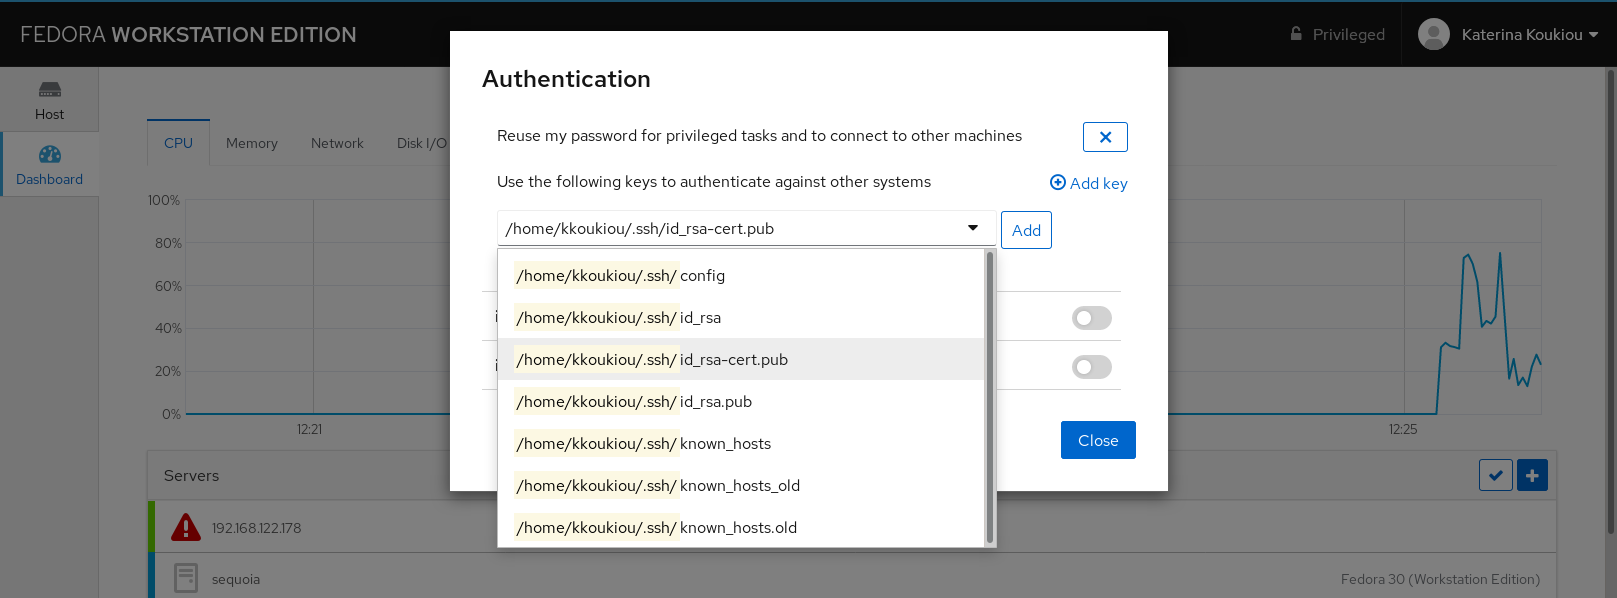 FEDORA WORKSTATION EDITION
Privileged
Katerina Koukiou
Host
Dashboard
CPU Memory Network Disk I/O
100%
80%
60%
40%
20%
0%
12:21
12:25
Authentication
Reuse my password for privileged tasks and to connect to other machines
Use the following keys to authenticate against other systems
Add key
/home/kkoukiou/.ssh/id_rsa-cert.pub
Add
/home/kkoukiou/.ssh/config
/home/kkoukiou/.ssh/id_rsa
/home/kkoukiou/.ssh/id_rsa-cert.pub
/home/kkoukiou/.ssh/id_rsa.pub
/home/kkoukiou/.ssh/known_hosts
/home/kkoukiou/.ssh/known_hosts_old
/home/kkoukiou/.ssh/known_hosts.old
Close
Servers
192.168.122.178
sequoia
Fedora 30 (Workstation Edition)